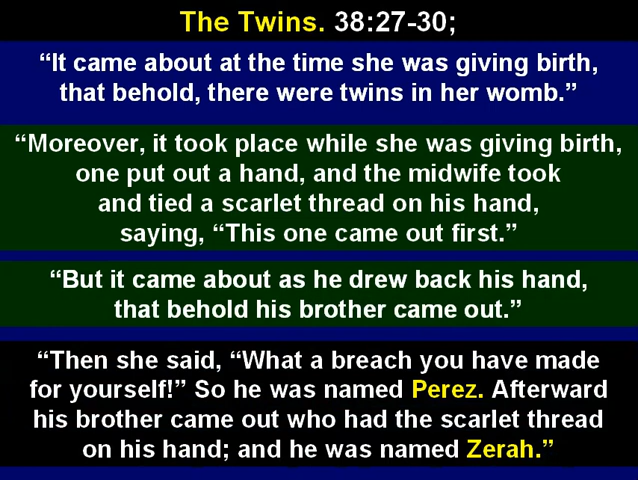 The Twins. 38:27-30;
“It came about at the time she was giving birth,
that behold, there were twins in her womb.”
“Moreover, it took place while she was giving birth,
one put out a hand, and the midwife took
and tied a scarlet thread on his hand,
saying, “This one came out first.”
“But it came about as he drew back his hand,
that behold his brother came out.”
“Then she said, “What a breach you have made
for yourself!” So he was named Perez. Afterward
his brother came out who had the scarlet thread
on his hand; and he was named Zerah.”